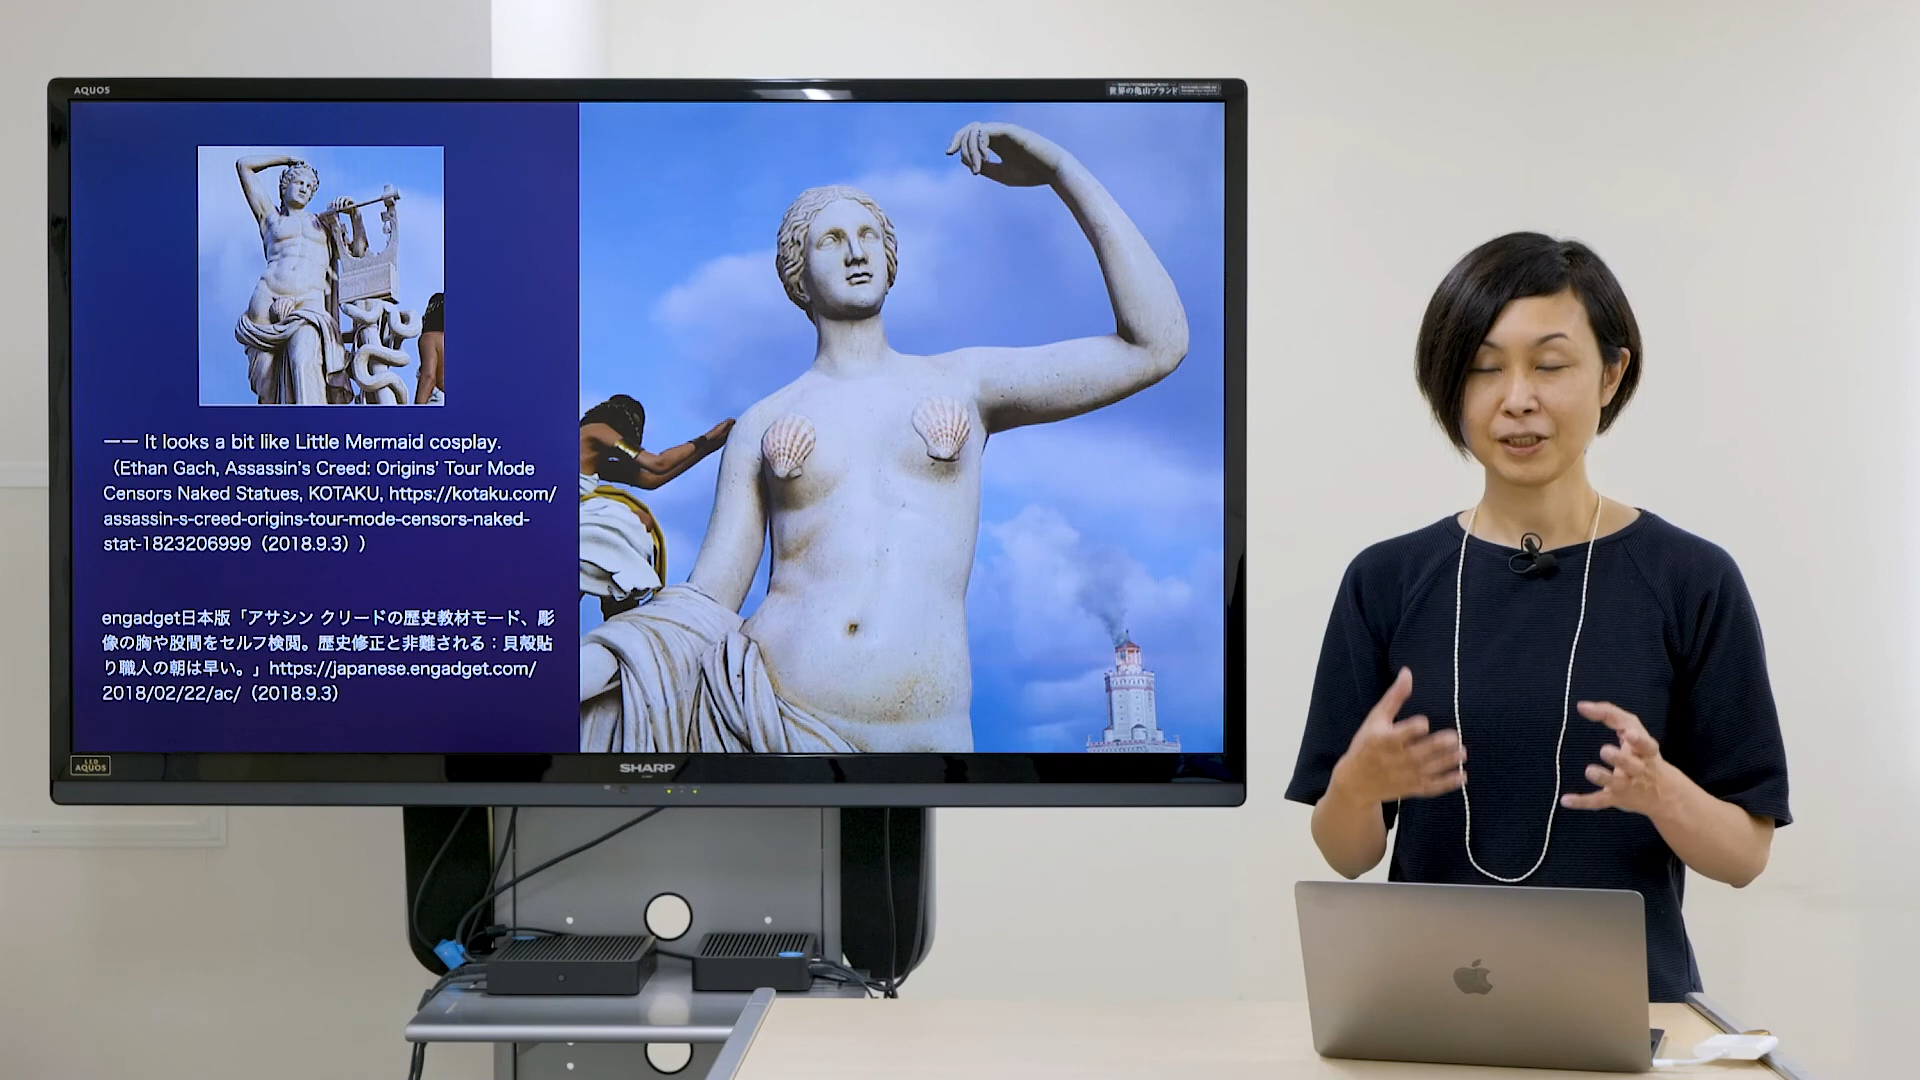 AQUOS
世界の亀山ブランド
—— It looks a bit like Little Mermaid cosplay.
（Ethan Gach, Assassin's Creed: Origins' Tour Mode
Censors Naked Statues, KOTAKU, https://kotaku.com/
assassin-s-creed-origins-tour-mode-censors-naked-
stat-1823206999（2018.9.3））
engadget日本版「アサシン クリードの歴史教材モード、彫
像の胸や股間をセルフ検閲。歴史修正と非難される：貝殻貼
り職人の朝は早い。」https://japanese.engadget.com/
2018/02/22/ac/（2018.9.3）
LED
AQUOS
SHARP